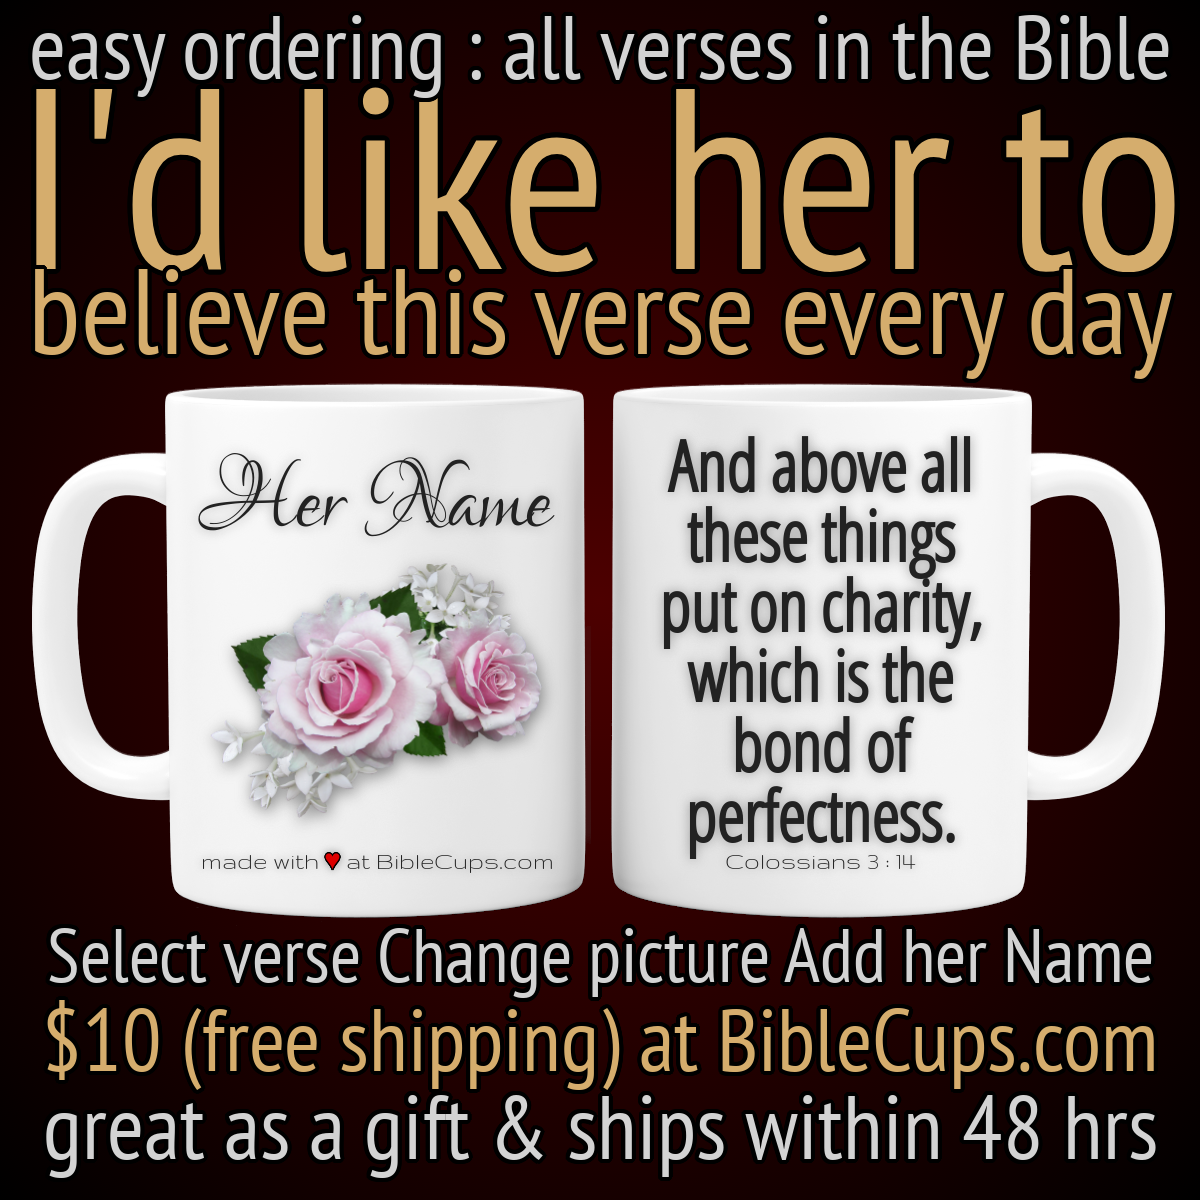 easy ordering : all verses in the Bible
I'd like her to
believe this verse every day
Her Name
made with ♥ at BibleCups.com
And above all
these things
put on charity,
which is the
bond of
perfectness.
Colossians 3 : 14
Select verse Change picture Add her Name
$10 (free shipping) at BibleCups.com
great as a gift & ships within 48 hrs